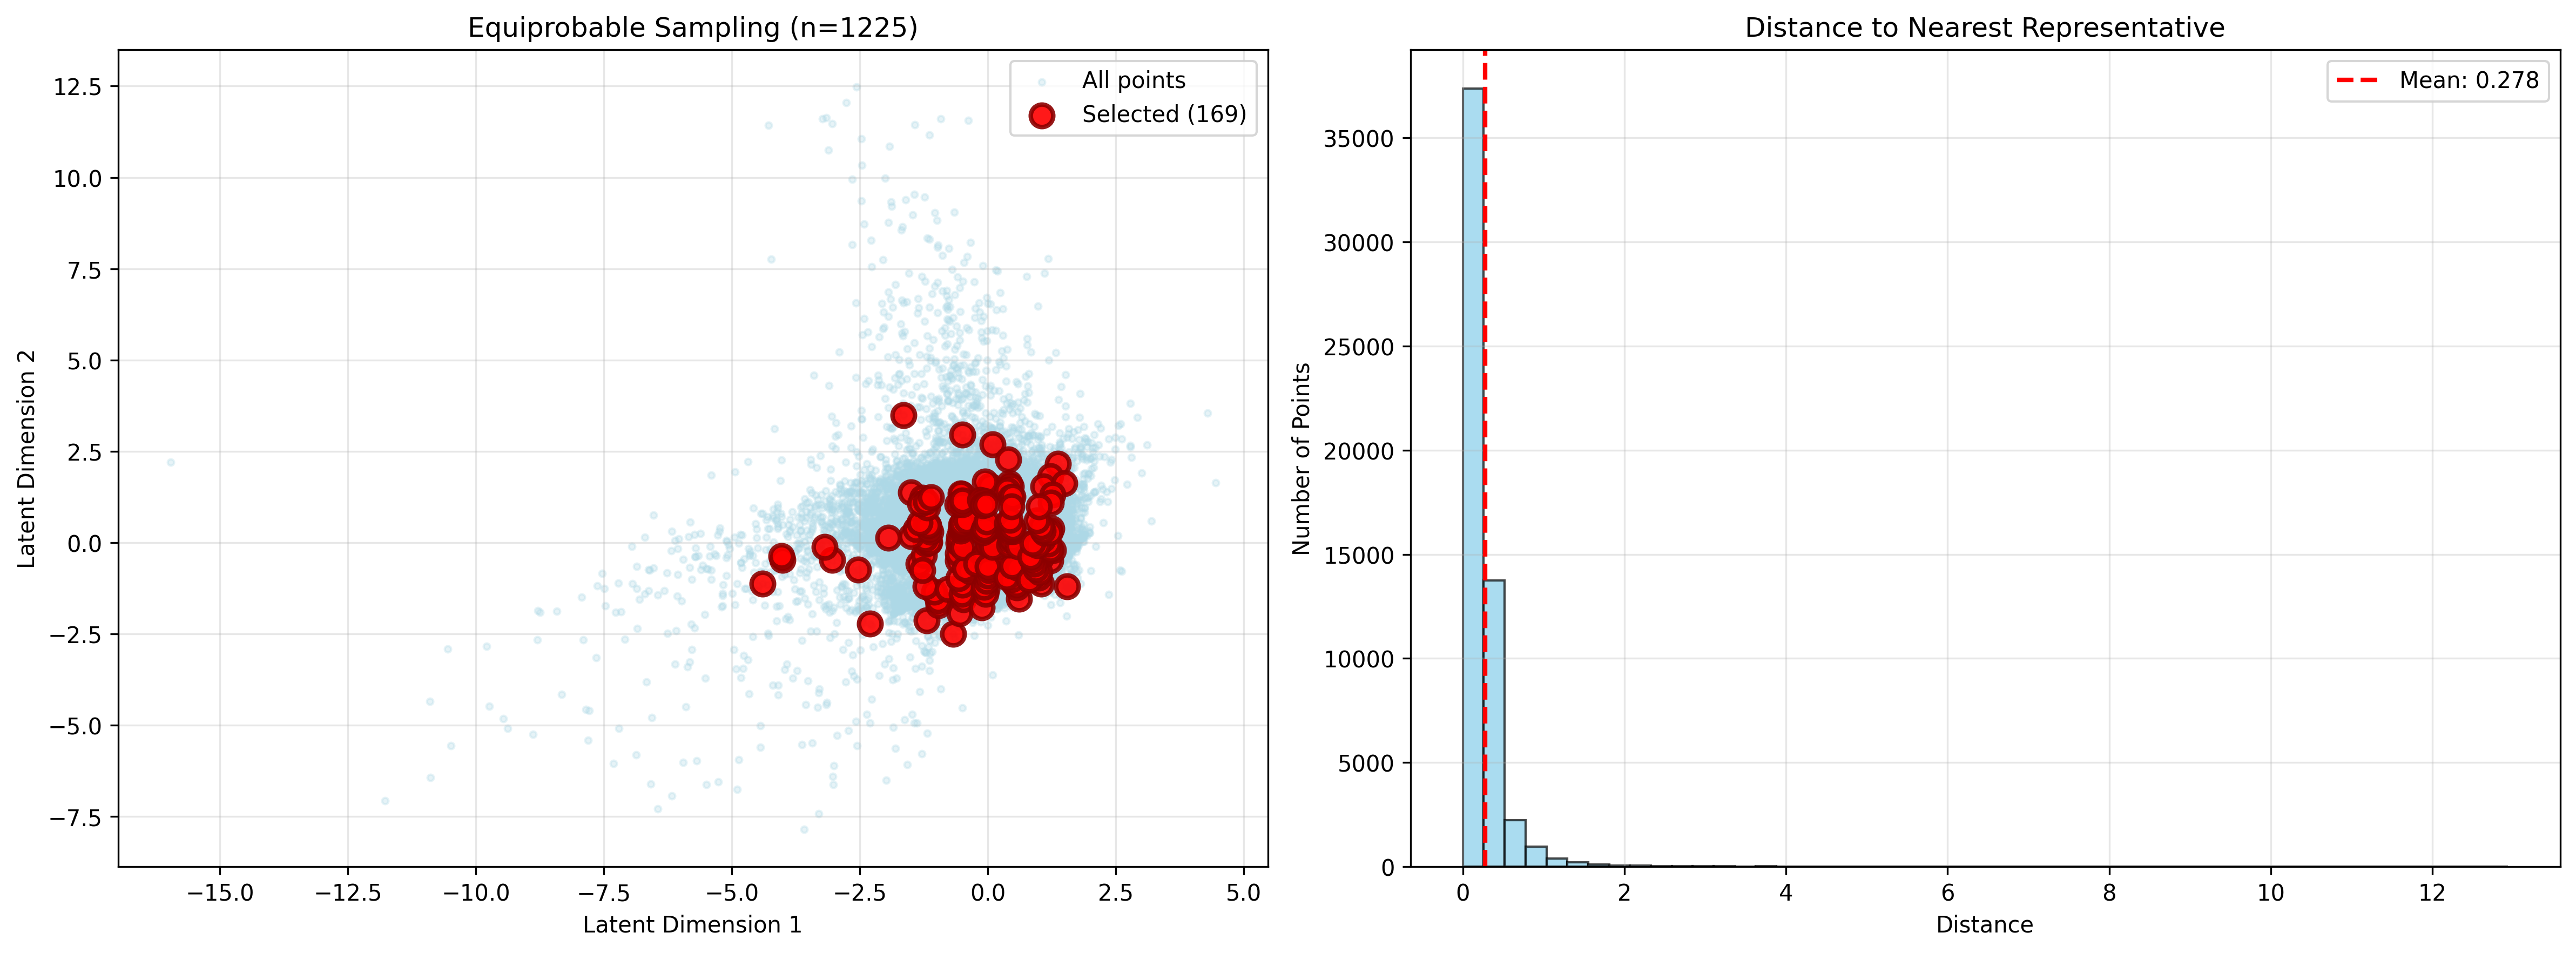 Equiprobable Sampling (n=1225)
All points
Selected (169)
12.5
10.0
7.5
5.0
2.5
0.0
−2.5
−5.0
−7.5
Latent Dimension 2
−15.0 −12.5 −10.0 −7.5 −5.0 −2.5 0.0 2.5 5.0
Latent Dimension 1
Distance to Nearest Representative
Mean: 0.278
35000
30000
25000
20000
15000
10000
5000
0
Number of Points
0 2 4 6 8 10 12
Distance